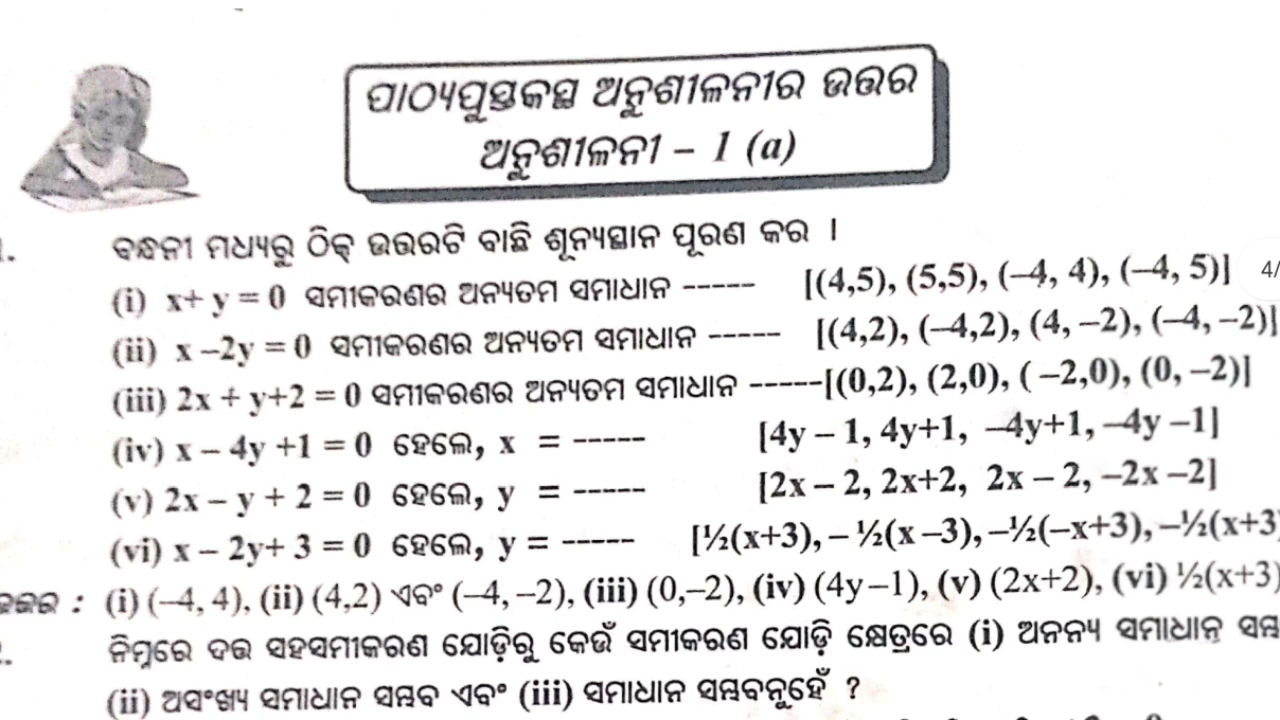 ପାଠ୍ୟପୁସ୍ତକସ୍ଥ ଅନୁଶୀଳନୀର ଉତ୍ତର
ଅନୁଶୀଳନୀ – 1 (a)
ବନ୍ଧନୀ ମଧ୍ୟରୁ ଠିକ୍ ଉତ୍ତରଟି ବାଛି ଶୂନ୍ୟସ୍ଥାନ ପୂରଣ କର ।
(i) x+ y = 0 ସମୀକରଣର ଅନ୍ୟତମ ସମାଧାନ ----- [(4,5), (5,5), (–4, 4), (–4, 5)]
4/
(ii) x –2y = 0 ସମୀକରଣର ଅନ୍ୟତମ ସମାଧାନ ----- [(4,2), (–4,2), (4, –2), (–4, –2)]
(iii) 2x + y+2 = 0 ସମୀକରଣର ଅନ୍ୟତମ ସମାଧାନ -----[(0,2), (2,0), ( –2,0), (0, –2)]
(iv) x – 4y +1 = 0 ହେଲେ, x = ----- [4y – 1, 4y+1, –4y+1, –4y –1]
(v) 2x – y + 2 = 0 ହେଲେ, y = ----- [2x – 2, 2x+2, 2x – 2, –2x –2]
(vi) x – 2y+ 3 = 0 ହେଲେ, y = ----- [½(x+3), – ½(x –3), –½(–x+3), –½(x+3)
: (i) (–4, 4), (ii) (4,2) ଏବଂ (–4, –2), (iii) (0,–2), (iv) (4y–1), (v) (2x+2), (vi) ½(x+3)
ନିମ୍ନରେ ଦତ୍ତ ସହସମୀକରଣ ଯୋଡ଼ିରୁ କେଉଁ ସମୀକରଣ ଯୋଡ଼ି କ୍ଷେତ୍ରରେ (i) ଅନନ୍ୟ ସମାଧାନ
(ii) ଅସଂଖ୍ୟ ସମାଧାନ ସମ୍ଭବ ଏବଂ (iii) ସମାଧାନ ସମ୍ଭବନୁହେଁ ?